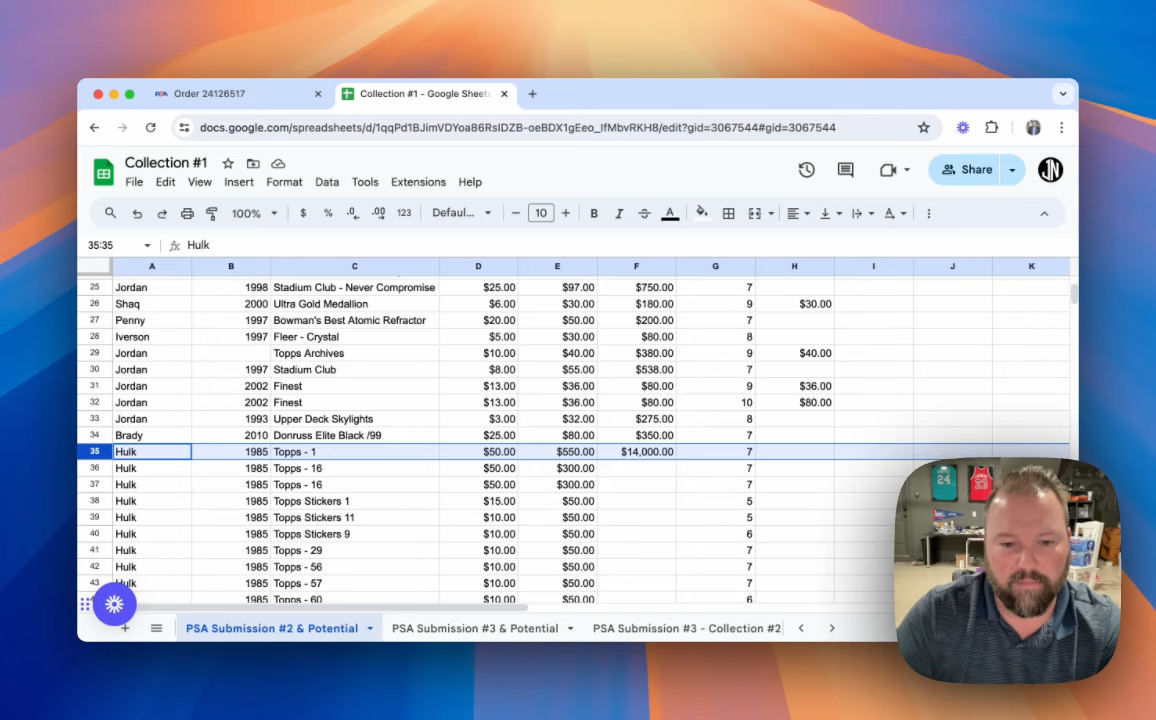 PSA Order 24126517
Collection #1 - Google Sheets
docs.google.com/spreadsheets/d/1qqPd1BJimVDYoa86RsIDZB-oeBDX1gEeo_IfMbvRKH8/edit?gid=3067544#gid=3067544
Collection #1
File Edit View Insert Format Data Tools Extensions Help
Share
JN
100% $ % .0 .00 123 Defaul... 10 B I A
35:35 fx Hulk
A B C D E F G H I J K
25 Jordan 1998 Stadium Club - Never Compromise $25.00 $97.00 $750.00 7
26 Shaq 2000 Ultra Gold Medallion $6.00 $30.00 $180.00 9 $30.00
27 Penny 1997 Bowman's Best Atomic Refractor $20.00 $50.00 $200.00 7
28 Iverson 1997 Fleer - Crystal $5.00 $30.00 $80.00 8
29 Jordan Topps Archives $10.00 $40.00 $380.00 9 $40.00
30 Jordan 1997 Stadium Club $8.00 $55.00 $538.00 7
31 Jordan 2002 Finest $13.00 $36.00 $80.00 9 $36.00
32 Jordan 2002 Finest $13.00 $36.00 $80.00 10 $80.00
33 Jordan 1993 Upper Deck Skylights $3.00 $32.00 $275.00 8
34 Brady 2010 Donruss Elite Black /99 $25.00 $80.00 $350.00 7
35 Hulk 1985 Topps - 1 $50.00 $550.00 $14,000.00 7
36 Hulk 1985 Topps - 16 $50.00 $300.00 7
37 Hulk 1985 Topps - 16 $50.00 $300.00 7
38 Hulk 1985 Topps Stickers 1 $15.00 $50.00 5
39 Hulk 1985 Topps Stickers 11 $10.00 $50.00 5
40 Hulk 1985 Topps Stickers 9 $10.00 $50.00 6
41 Hulk 1985 Topps - 29 $10.00 $50.00 7
42 Hulk 1985 Topps - 56 $10.00 $50.00 7
43 Hulk 1985 Topps - 57 $10.00 $50.00 7
1985 Topps - 60 $10.00 $50.00 6
PSA Submission #2 & Potential PSA Submission #3 & Potential PSA Submission #3 - Collection #2
24